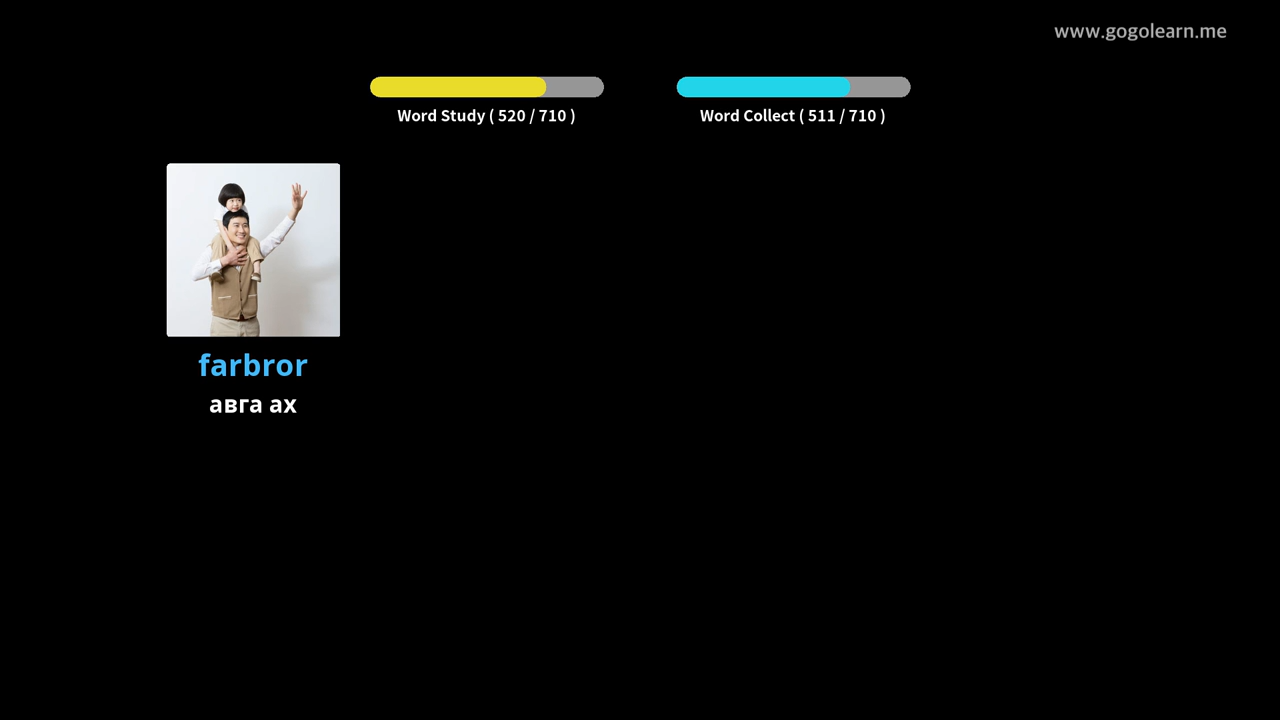 www.gogolearn.me
Word Study ( 520 / 710 )
Word Collect ( 511 / 710 )
farbror
авга ах